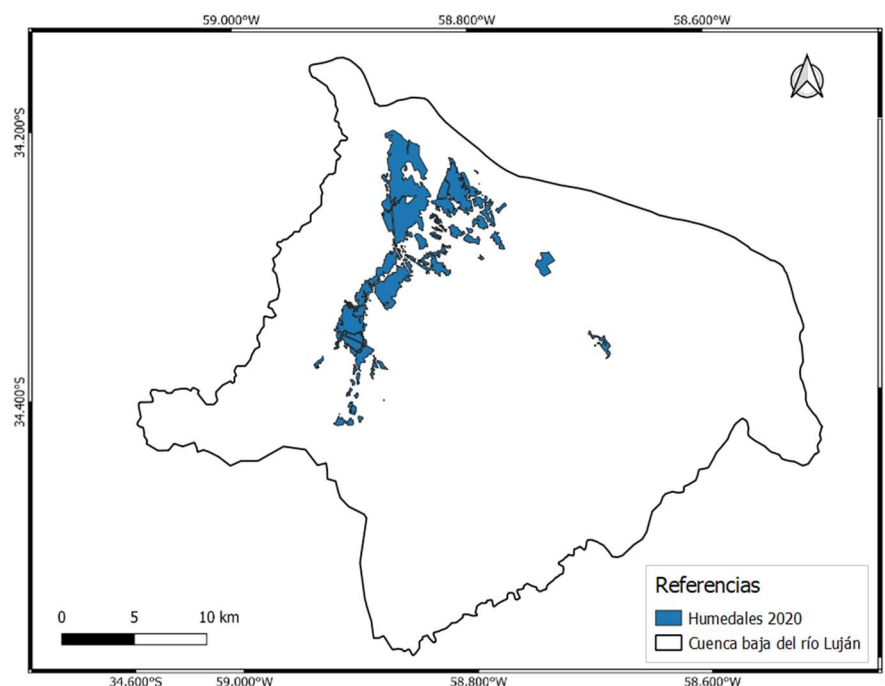 59.000°W 58.800°W 58.600°W
34.200°S
34.400°S
Referencias
Humedales 2020
Cuenca baja del río Luján
0 5 10 km
34.600°S 59.000°W 58.800°W 58.600°W